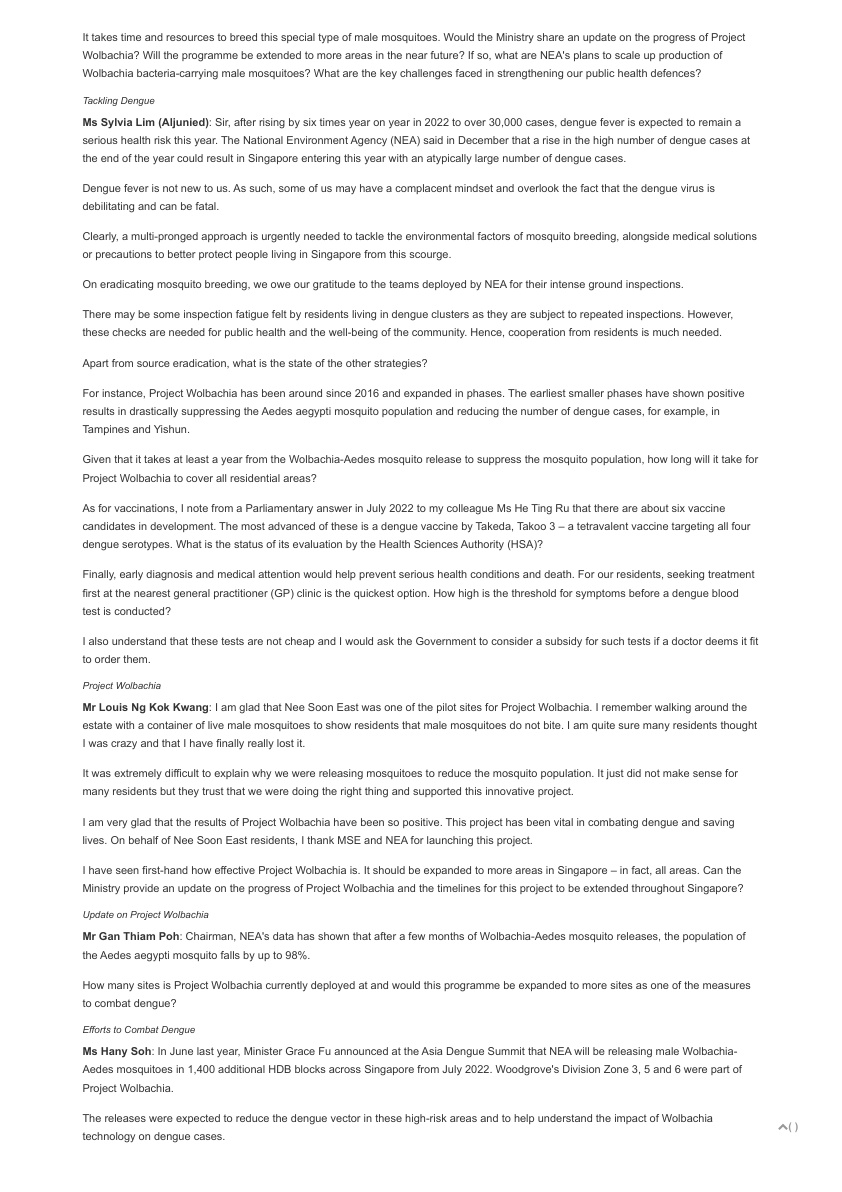 It takes time and resources to breed this special type of male mosquitoes. Would the Ministry share an update on the progress of Project
Wolbachia? Will the programme be extended to more areas in the near future? If so, what are NEA's plans to scale up production of
Wolbachia bacteria-carrying male mosquitoes? What are the key challenges faced in strengthening our public health defences?
Tackling Dengue
Ms Sylvia Lim (Aljunied): Sir, after rising by six times year on year in 2022 to over 30,000 cases, dengue fever is expected to remain a
serious health risk this year. The National Environment Agency (NEA) said in December that a rise in the high number of dengue cases at
the end of the year could result in Singapore entering this year with an atypically large number of dengue cases.
Dengue fever is not new to us. As such, some of us may have a complacent mindset and overlook the fact that the dengue virus is
debilitating and can be fatal.
Clearly, a multi-pronged approach is urgently needed to tackle the environmental factors of mosquito breeding, alongside medical solutions
or precautions to better protect people living in Singapore from this scourge.
On eradicating mosquito breeding, we owe our gratitude to the teams deployed by NEA for their intense ground inspections.
There may be some inspection fatigue felt by residents living in dengue clusters as they are subject to repeated inspections. However,
these checks are needed for public health and the well-being of the community. Hence, cooperation from residents is much needed.
Apart from source eradication, what is the state of the other strategies?
For instance, Project Wolbachia has been around since 2016 and expanded in phases. The earliest smaller phases have shown positive
results in drastically suppressing the Aedes aegypti mosquito population and reducing the number of dengue cases, for example, in
Tampines and Yishun.
Given that it takes at least a year from the Wolbachia-Aedes mosquito release to suppress the mosquito population, how long will it take for
Project Wolbachia to cover all residential areas?
As for vaccinations, I note from a Parliamentary answer in July 2022 to my colleague Ms He Ting Ru that there are about six vaccine
candidates in development. The most advanced of these is a dengue vaccine by Takeda, Takoo 3 – a tetravalent vaccine targeting all four
dengue serotypes. What is the status of its evaluation by the Health Sciences Authority (HSA)?
Finally, early diagnosis and medical attention would help prevent serious health conditions and death. For our residents, seeking treatment
first at the nearest general practitioner (GP) clinic is the quickest option. How high is the threshold for symptoms before a dengue blood
test is conducted?
I also understand that these tests are not cheap and I would ask the Government to consider a subsidy for such tests if a doctor deems it fit
to order them.
Project Wolbachia
Mr Louis Ng Kok Kwang: I am glad that Nee Soon East was one of the pilot sites for Project Wolbachia. I remember walking around the
estate with a container of live male mosquitoes to show residents that male mosquitoes do not bite. I am quite sure many residents thought
I was crazy and that I have finally really lost it.
It was extremely difficult to explain why we were releasing mosquitoes to reduce the mosquito population. It just did not make sense for
many residents but they trust that we were doing the right thing and supported this innovative project.
I am very glad that the results of Project Wolbachia have been so positive. This project has been vital in combating dengue and saving
lives. On behalf of Nee Soon East residents, I thank MSE and NEA for launching this project.
I have seen first-hand how effective Project Wolbachia is. It should be expanded to more areas in Singapore – in fact, all areas. Can the
Ministry provide an update on the progress of Project Wolbachia and the timelines for this project to be extended throughout Singapore?
Update on Project Wolbachia
Mr Gan Thiam Poh: Chairman, NEA's data has shown that after a few months of Wolbachia-Aedes mosquito releases, the population of
the Aedes aegypti mosquito falls by up to 98%.
How many sites is Project Wolbachia currently deployed at and would this programme be expanded to more sites as one of the measures
to combat dengue?
Efforts to Combat Dengue
Ms Hany Soh: In June last year, Minister Grace Fu announced at the Asia Dengue Summit that NEA will be releasing male Wolbachia-
Aedes mosquitoes in 1,400 additional HDB blocks across Singapore from July 2022. Woodgrove's Division Zone 3, 5 and 6 were part of
Project Wolbachia.
The releases were expected to reduce the dengue vector in these high-risk areas and to help understand the impact of Wolbachia
technology on dengue cases.
( )